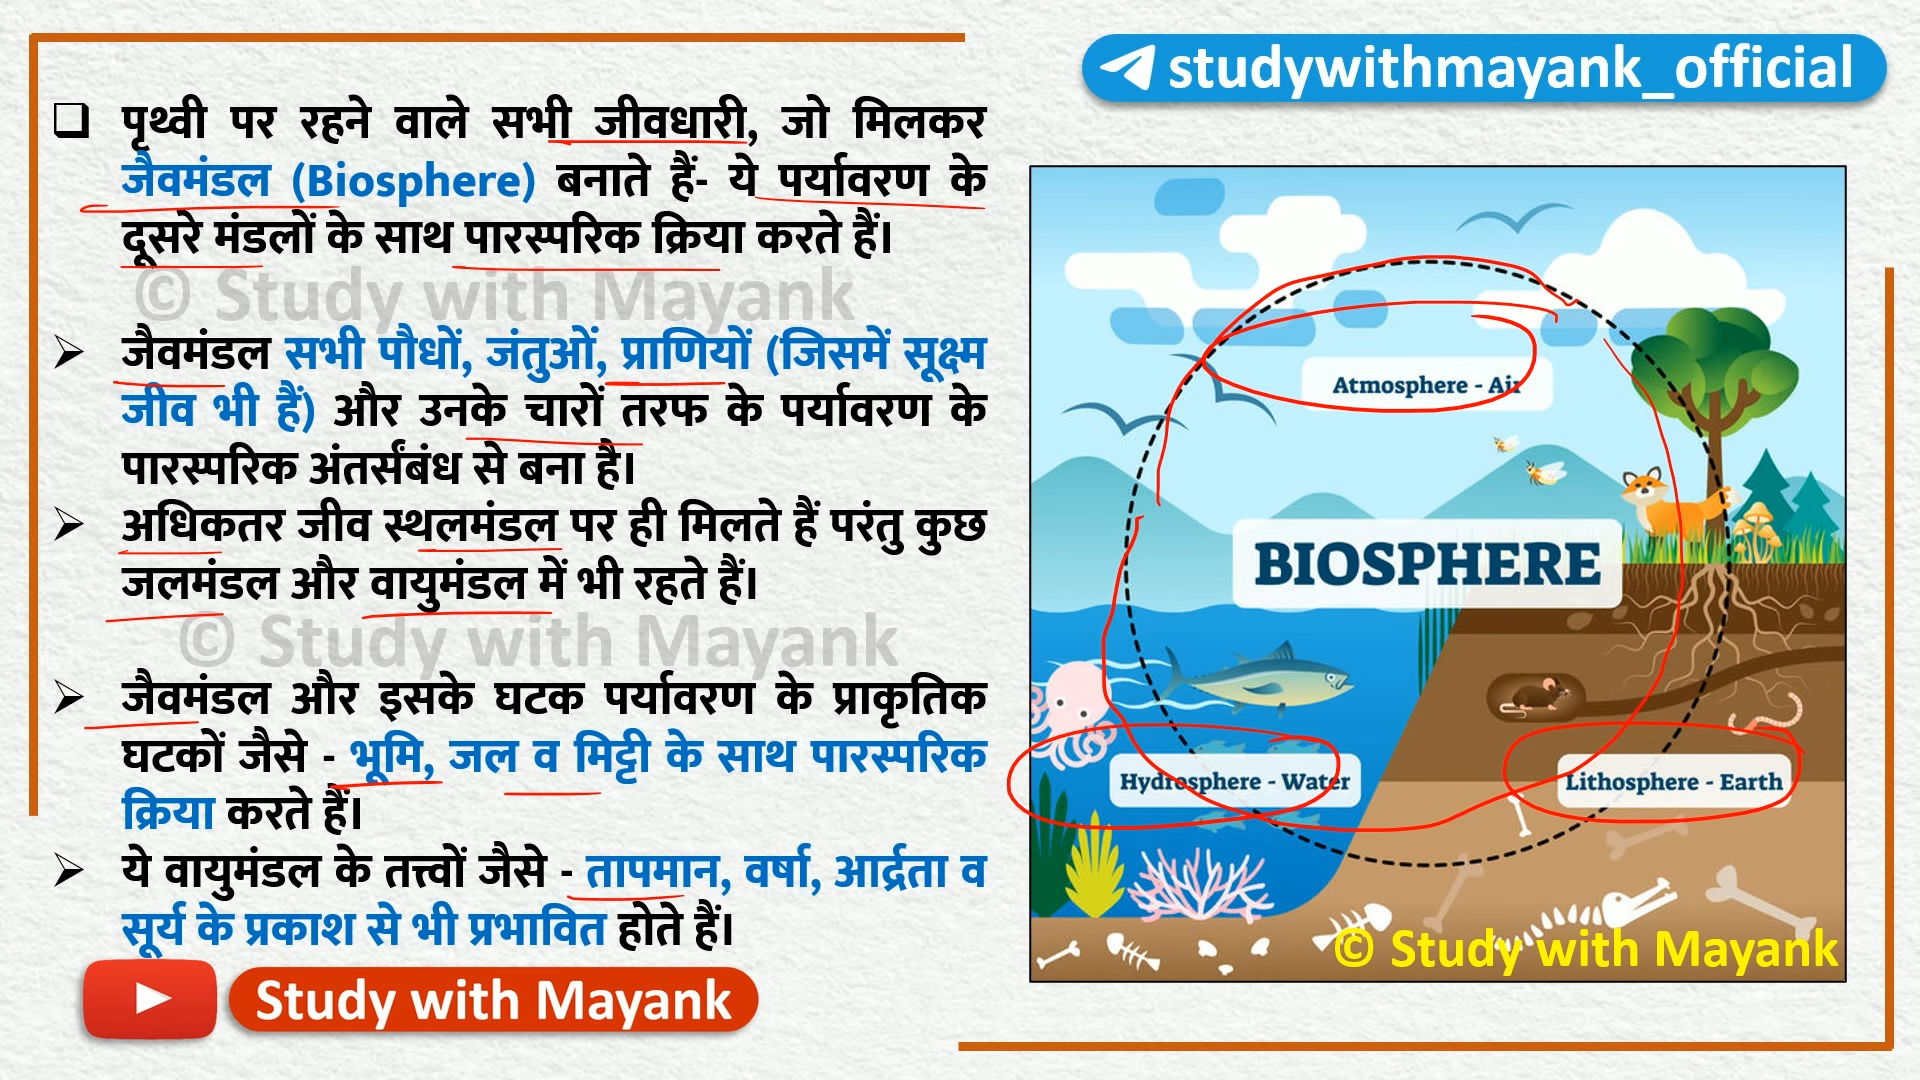 studywithmayank_official
पृथ्वी पर रहने वाले सभी जीवधारी, जो मिलकर
जैवमंडल (Biosphere) बनाते हैं- ये पर्यावरण के
दूसरे मंडलों के साथ पारस्परिक क्रिया करते हैं।
© Study with Mayank
जैवमंडल सभी पौधों, जंतुओं, प्राणियों (जिसमें सूक्ष्म
जीव भी हैं) और उनके चारों तरफ के पर्यावरण के
पारस्परिक अंतर्संबंध से बना है।
अधिकतर जीव स्थलमंडल पर ही मिलते हैं परंतु कुछ
जलमंडल और वायुमंडल में भी रहते हैं।
© Study with Mayank
जैवमंडल और इसके घटक पर्यावरण के प्राकृतिक
घटकों जैसे - भूमि, जल व मिट्टी के साथ पारस्परिक
क्रिया करते हैं।
ये वायुमंडल के तत्त्वों जैसे - तापमान, वर्षा, आर्द्रता व
सूर्य के प्रकाश से भी प्रभावित होते हैं।
Study with Mayank
Atmosphere - Air
BIOSPHERE
Hydrosphere - Water
Lithosphere - Earth
© Study with Mayank